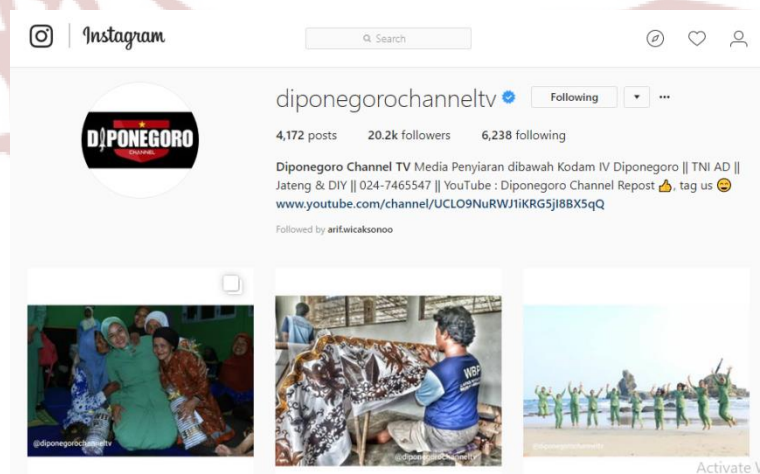 Instagram
Search
DIPONEGORO
CHANNEL
diponegorochanneltv
Following
4,172 posts 20.2k followers 6,238 following
Diponegoro Channel TV Media Penyiaran dibawah Kodam IV Diponegoro || TNI AD ||
Jateng & DIY || 024-7465547 || YouTube : Diponegoro Channel Repost 👍, tag us 😄
www.youtube.com/channel/UCLO9NuRWJ1iKRG5jI8BX5qQ
Followed by arif.wicaksonoo
@diponegorochanneltv
WBP
@diponegorochanneltv
@diponegorochanneltv
Activate